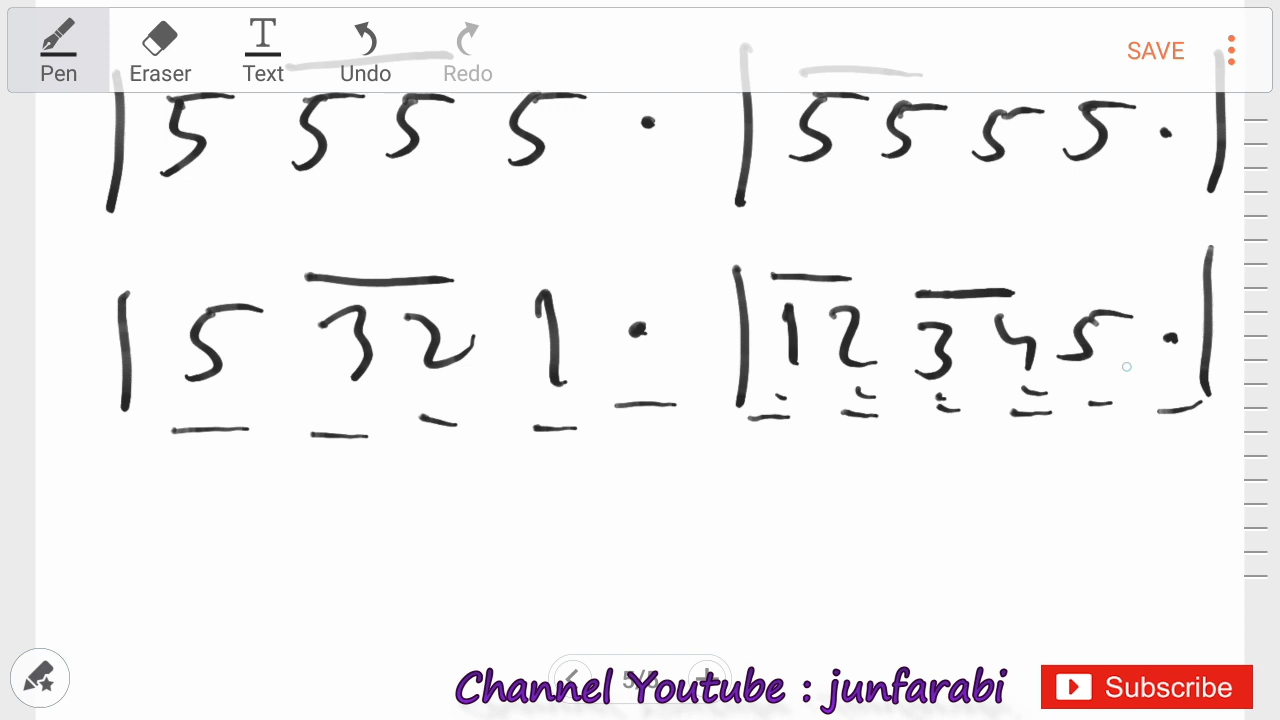 Pen Eraser Text Undo Redo SAVE
| 5 5 5 5 . | 5 5 5 5 . |
| 5 3 2 1 . | 1 2 3 4 5 . |
Channel Youtube : junfarabi Subscribe